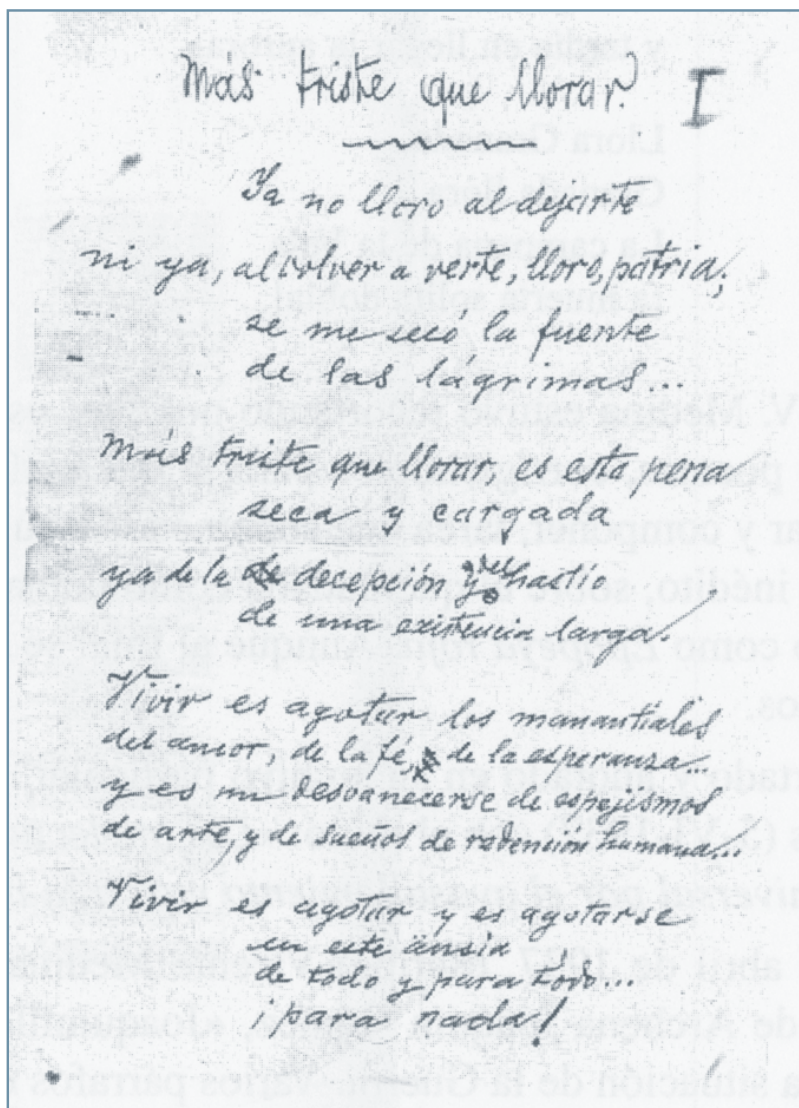 Más triste que llorar. I
Ya no lloro al dejarte
ni ya, al volver a verte, lloro, patria;
se me secó la fuente
de las lágrimas...
Más triste que llorar, es esta pena
seca y cargada
ya de la decepción y del hastío
de una existencia larga.
Vivir es agotar los manantiales
del amor, de la fé, de la esperanza...
y es un desvanecerse de espejismos
de arte, y de sueños de redención humana...
Vivir es agotar y es agotarse
en este ánsia
de todo y para todo...
¡para nada!